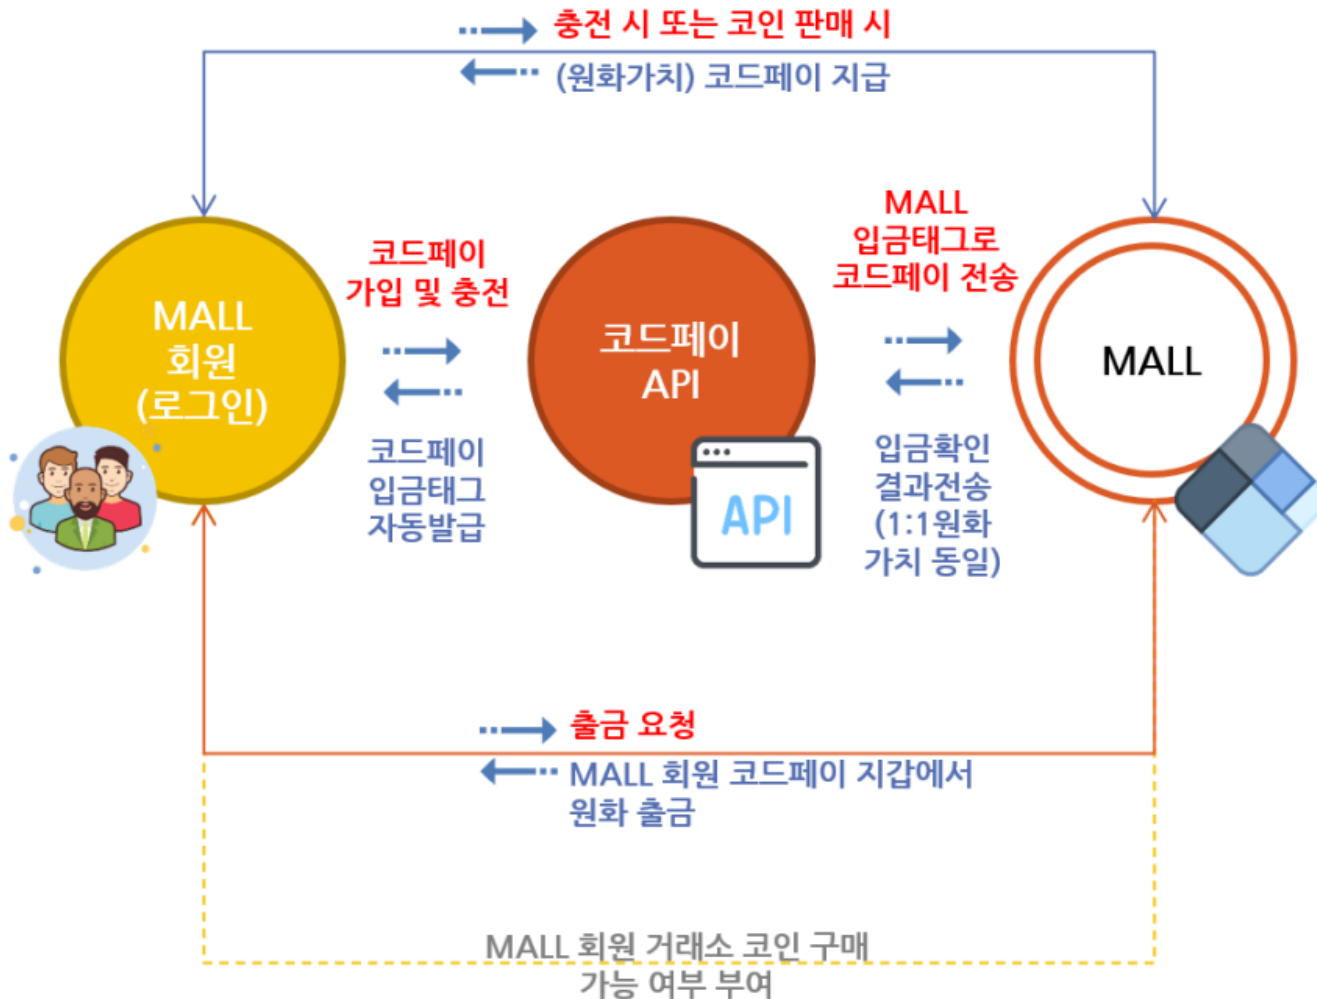 충전 시 또는 코인 판매 시
(원화가치) 코드페이 지급
코드페이
가입 및 충전
MALL
입금태그로
코드페이 전송
MALL
회원
(로그인)
코드페이
API
MALL
코드페이
입금태그
자동발급
API
입금확인
결과전송
(1:1원화
가치 동일)
출금 요청
MALL 회원 코드페이 지갑에서
원화 출금
MALL 회원 거래소 코인 구매
가능 여부 부여